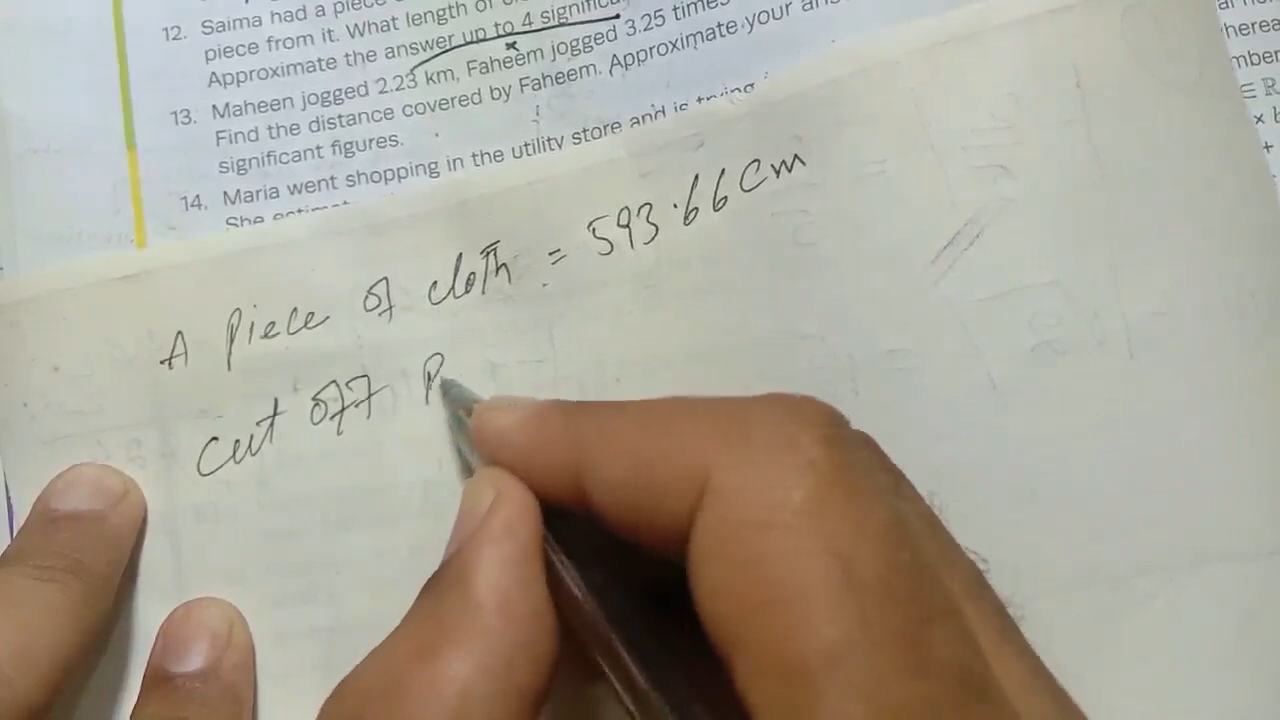 12. Saima had a piece
piece from it. What length of
Approximate the answer up to 4
13. Maheen jogged 2.23 km, Faheem jogged 3.25 times
Find the distance covered by Faheem. Approximate your
significant figures.
14. Maria went shopping in the utility store and is trying
She
A Piece of cloth = 593.66 Cm
cut off P
∈ ℝ
+